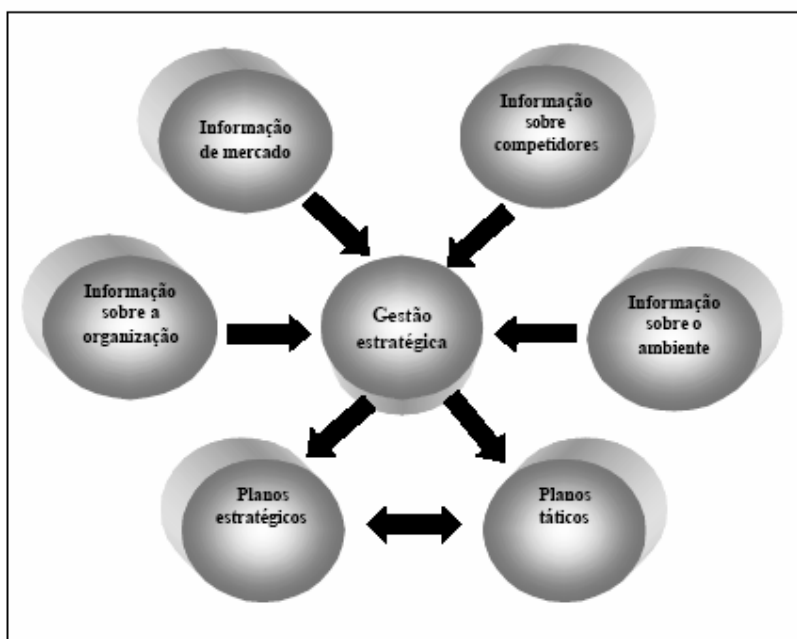 Informação
de mercado
Informação
sobre
competidores
Informação
sobre a
organização
Gestão
estratégica
Informação
sobre o
ambiente
Planos
estratégicos
Planos
táticos